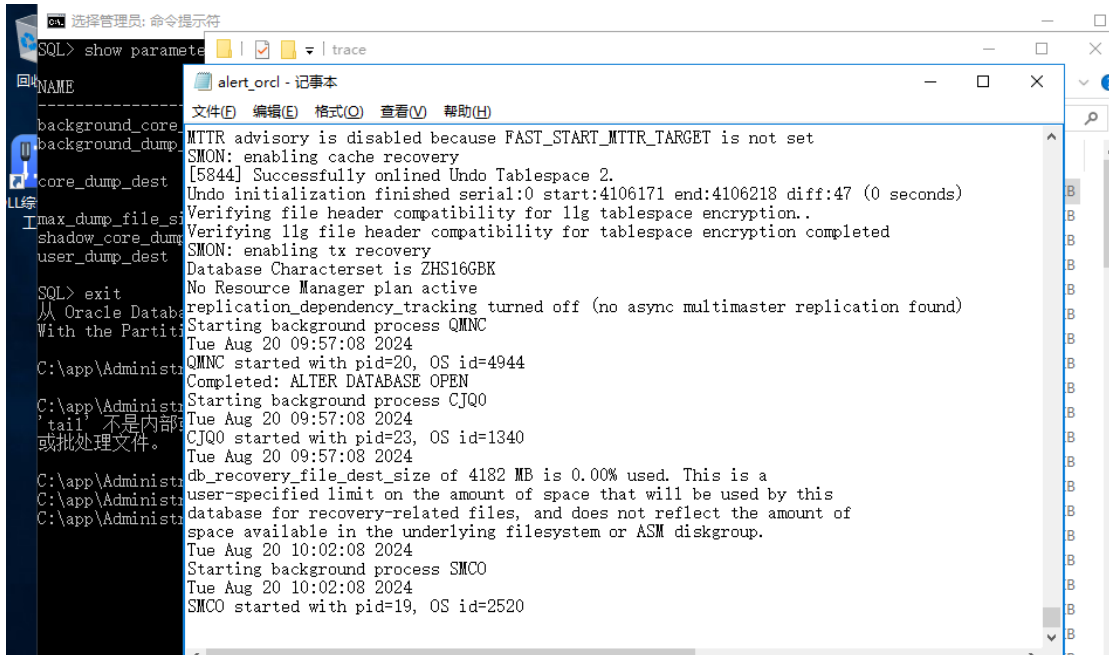 选择管理员: 命令提示符
SQL> show paramete
trace
回收
NAME
alert_orcl - 记事本
文件(F) 编辑(E) 格式(O) 查看(V) 帮助(H)
background_core_
background_dump_
core_dump_dest
max_dump_file_si
shadow_core_dump
user_dump_dest
SQL> exit
从 Oracle Databa
With the Partiti
C:\app\Administr
C:\app\Administr
'tail' 不是内部或
或批处理文件。
C:\app\Administr
C:\app\Administr
C:\app\Administr
MTTR advisory is disabled because FAST_START_MTTR_TARGET is not set
SMON: enabling cache recovery
[5844] Successfully onlined Undo Tablespace 2.
Undo initialization finished serial:0 start:4106171 end:4106218 diff:47 (0 seconds)
Verifying file header compatibility for 11g tablespace encryption..
Verifying 11g file header compatibility for tablespace encryption completed
SMON: enabling tx recovery
Database Characterset is ZHS16GBK
No Resource Manager plan active
replication_dependency_tracking turned off (no async multimaster replication found)
Starting background process QMNC
Tue Aug 20 09:57:08 2024
QMNC started with pid=20, OS id=4944
Completed: ALTER DATABASE OPEN
Starting background process CJQ0
Tue Aug 20 09:57:08 2024
CJQ0 started with pid=23, OS id=1340
Tue Aug 20 09:57:08 2024
db_recovery_file_dest_size of 4182 MB is 0.00% used. This is a
user-specified limit on the amount of space that will be used by this
database for recovery-related files, and does not reflect the amount of
space available in the underlying filesystem or ASM diskgroup.
Tue Aug 20 10:02:08 2024
Starting background process SMCO
Tue Aug 20 10:02:08 2024
SMCO started with pid=19, OS id=2520